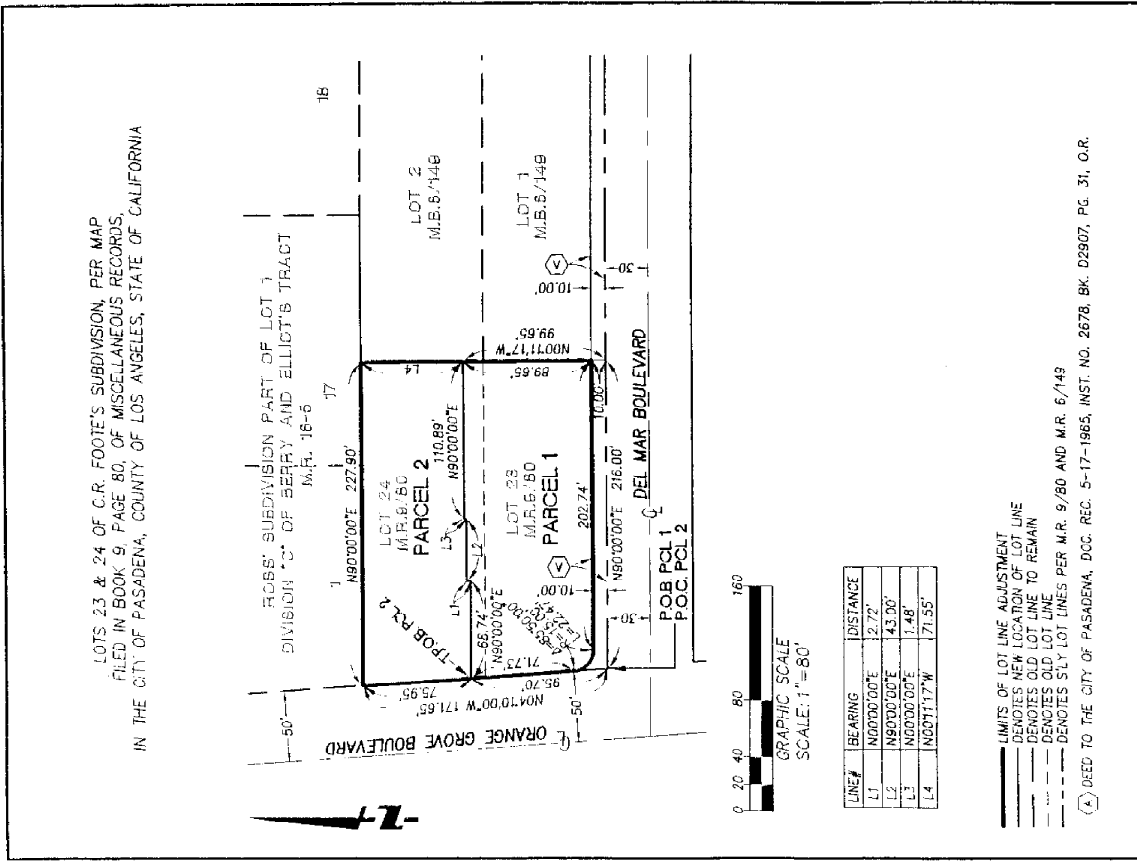 LOTS 23 & 24 OF C.R. FOOTE'S SUBDIVISION, PER MAP
FILED IN BOOK 9, PAGE 80, OF MISCELLANEOUS RECORDS,
IN THE CITY OF PASADENA, COUNTY OF LOS ANGELES, STATE OF CALIFORNIA
ROSS' SUBDIVISION PART OF LOT 1
DIVISION "C" OF BERRY AND ELLIOT'S TRACT
M.R. 16-6
1
17
18
50'
N90°00'00"E 227.90'
LOT 24
M.R.9/80
PARCEL 2
LOT 2
M.B.6/149
T.P.O.B PCL 2
L1
L2
L3
L4
68.74'
N90°00'00"E
110.89'
N90°00'00"E
ORANGE GROVE BOULEVARD
N04°10'00"W 171.65'
75.95'
95.70'
71.73'
LOT 23
M.R.9/80
PARCEL 1
LOT 1
M.B.6/149
N00°11'17"W
99.65'
89.65'
R=15.00'
A
10.00'
202.74'
10.00'
10.00'
A
50'
30'
30'
N90°00'00"E 216.00'
DEL MAR BOULEVARD
P.O.B PCL 1
P.O.C. PCL 2
0 20 40 80 160
GRAPHIC SCALE
SCALE: 1"=80'
LINE# BEARING DISTANCE
L1 N00°00'00"E 2.72'
L2 N90°00'00"E 43.00'
L3 N00°00'00"E 1.48'
L4 N00°11'17"W 71.55'
LIMITS OF LOT LINE ADJUSTMENT
DENOTES NEW LOCATION OF LOT LINE
DENOTES OLD LOT LINE TO REMAIN
DENOTES OLD LOT LINE
DENOTES S'LY LOT LINES PER M.R. 9/80 AND M.R. 6/149
A DEED TO THE CITY OF PASADENA, DOC. REC. 5-17-1965, INST. NO. 2678, BK. D2907, PG. 31, O.R.